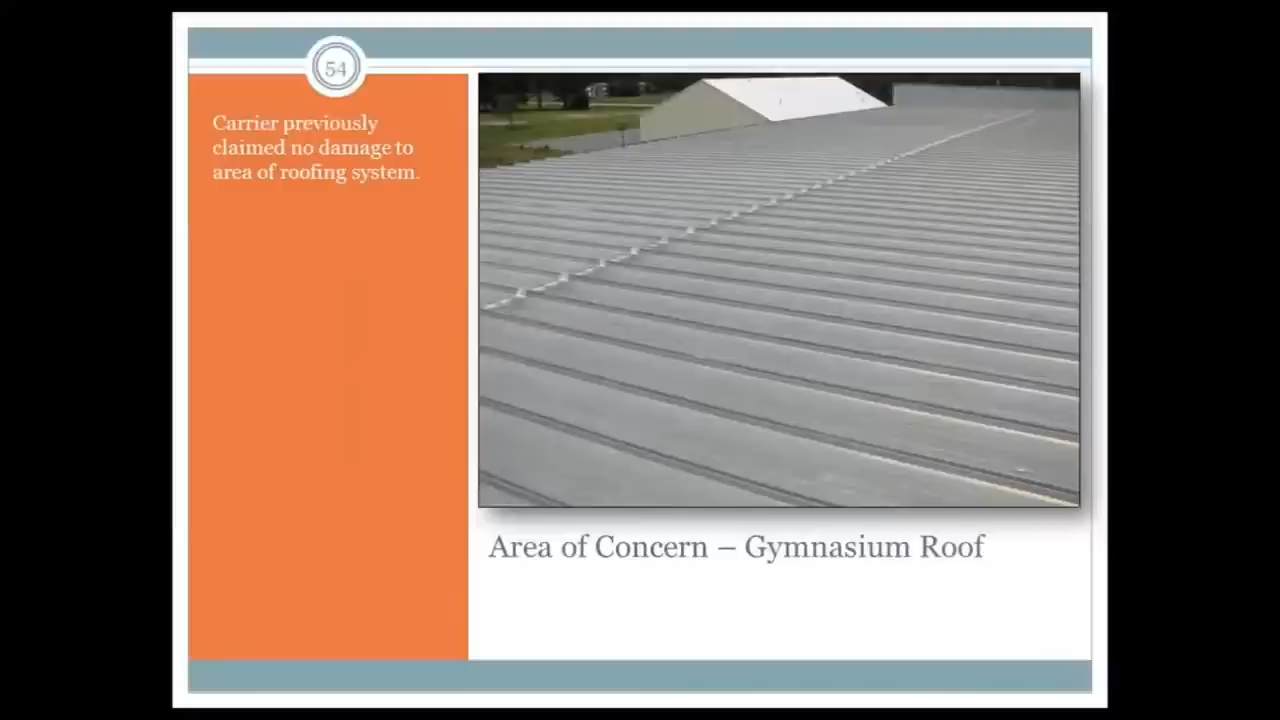 54
Carrier previously
claimed no damage to
area of roofing system.
Area of Concern – Gymnasium Roof